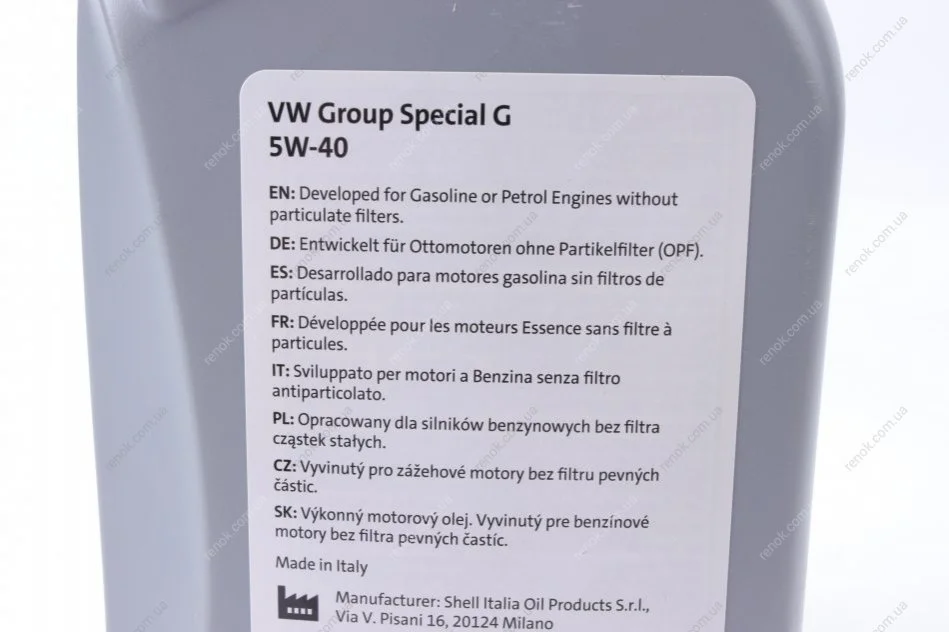 VW Group Special G
5W-40
EN: Developed for Gasoline or Petrol Engines without
particulate filters.
DE: Entwickelt für Ottomotoren ohne Partikelfilter (OPF).
ES: Desarrollado para motores gasolina sin filtros de
partículas.
FR: Développée pour les moteurs Essence sans filtre à
particules.
IT: Sviluppato per motori a Benzina senza filtro
antiparticolato.
PL: Opracowany dla silników benzynowych bez filtra
cząstek stałych.
CZ: Vyvinutý pro zážehové motory bez filtru pevných
částic.
SK: Výkonný motorový olej. Vyvinutý pre benzínové
motory bez filtra pevných častíc.
Made in Italy
Manufacturer: Shell Italia Oil Products S.r.l.,
Via V. Pisani 16, 20124 Milano
renok.com.ua